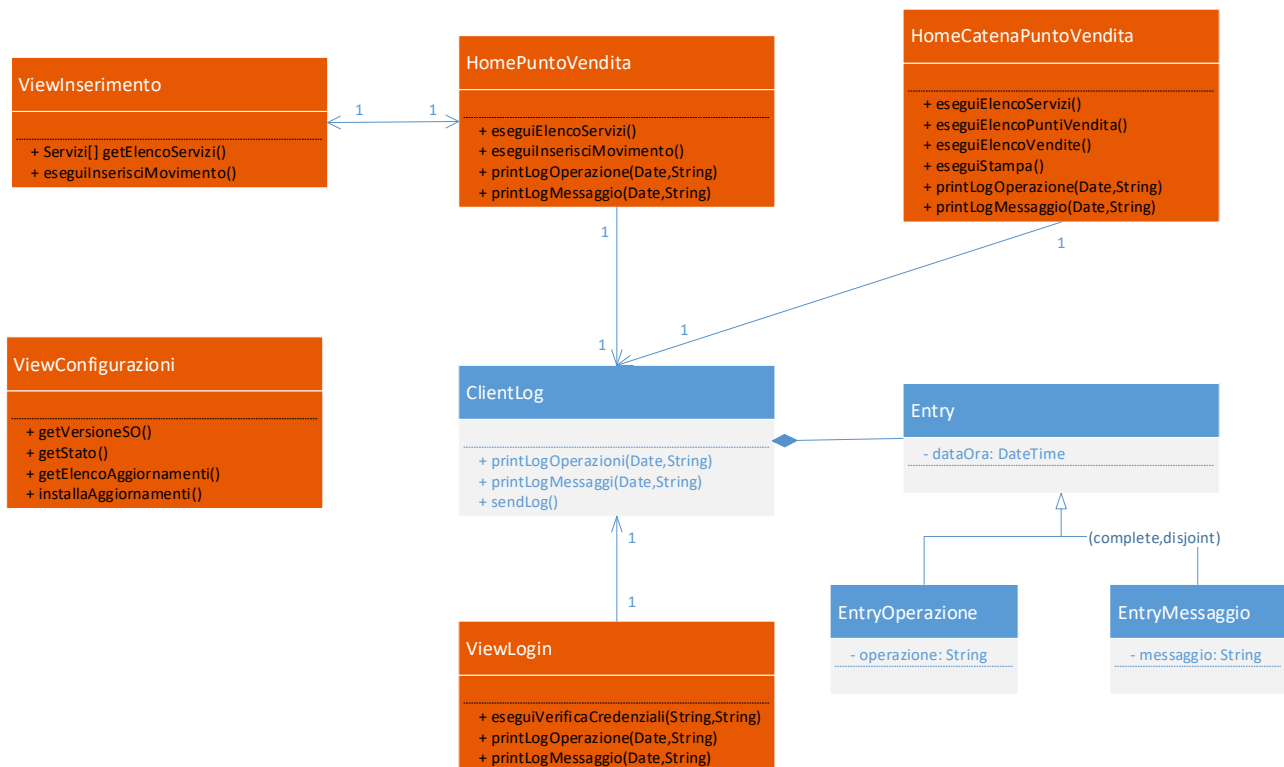 ViewInserimento
+ Servizi[] getElencoServizi()
+ eseguiInserisciMovimento()
1
1
HomePuntoVendita
+ eseguiElencoServizi()
+ eseguiInserisciMovimento()
+ printLogOperazione(Date,String)
+ printLogMessaggio(Date,String)
HomeCatenaPuntoVendita
+ eseguiElencoServizi()
+ eseguiElencoPuntiVendita()
+ eseguiElencoVendite()
+ eseguiStampa()
+ printLogOperazione(Date,String)
+ printLogMessaggio(Date,String)
1
1
1
1
ViewConfigurazioni
+ getVersioneSO()
+ getStato()
+ getElencoAggiornamenti()
+ installaAggiornamenti()
ClientLog
+ printLogOperazioni(Date,String)
+ printLogMessaggi(Date,String)
+ sendLog()
Entry
- dataOra: DateTime
(complete,disjoint)
1
1
EntryOperazione
- operazione: String
EntryMessaggio
- messaggio: String
ViewLogin
+ eseguiVerificaCredenziali(String,String)
+ printLogOperazione(Date,String)
+ printLogMessaggio(Date,String)